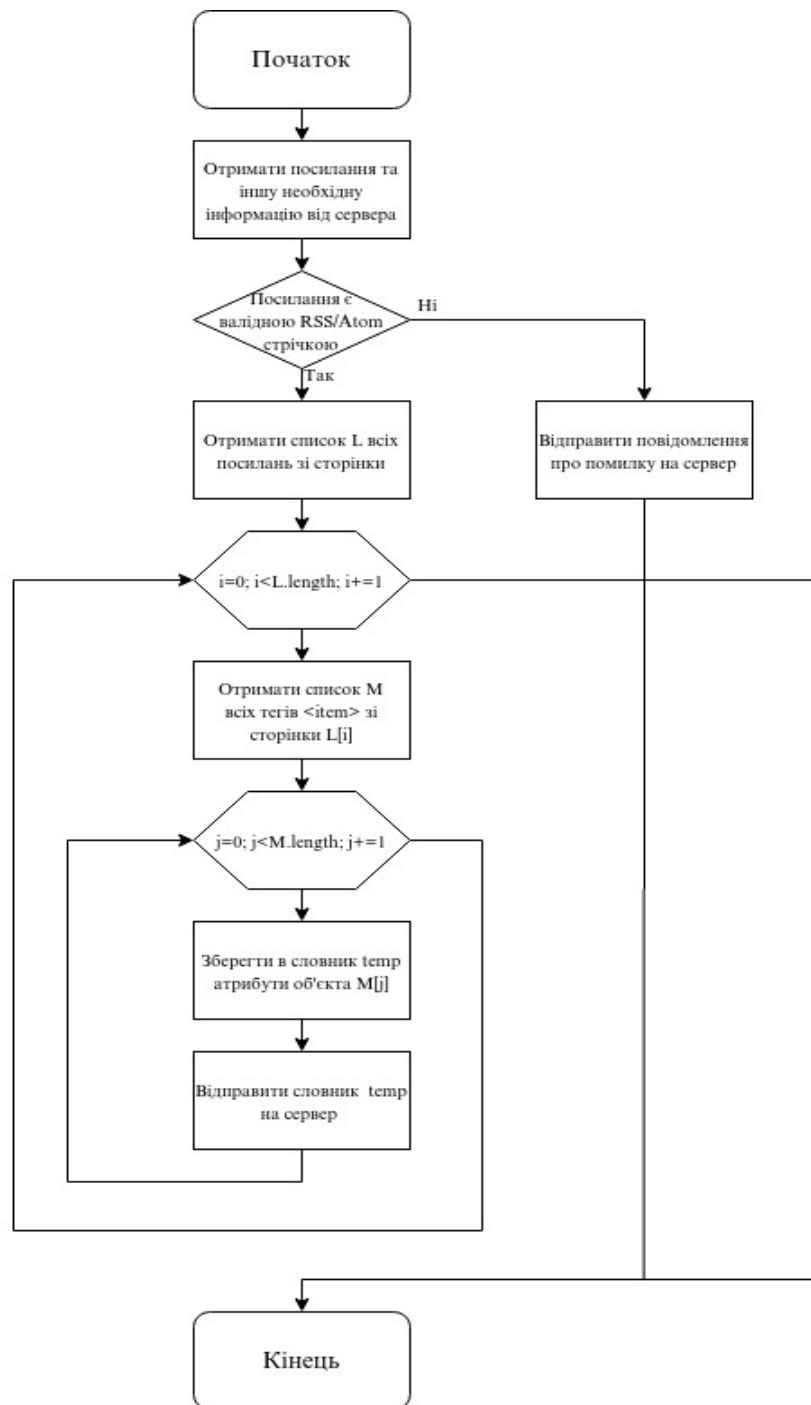 Початок
Отримати посилання та
іншу необхідну
інформацію від сервера
Посилання є
валідною RSS/Atom
стрічкою
Ні
Так
Отримати список L всіх
посилань зі сторінки
Відправити повідомлення
про помилку на сервер
i=0; i<L.length; i+=1
Отримати список M
всіх тегів <item> зі
сторінки L[i]
j=0; j<M.length; j+=1
Зберегти в словник temp
атрибути об'єкта M[j]
Відправити словник temp
на сервер
Кінець